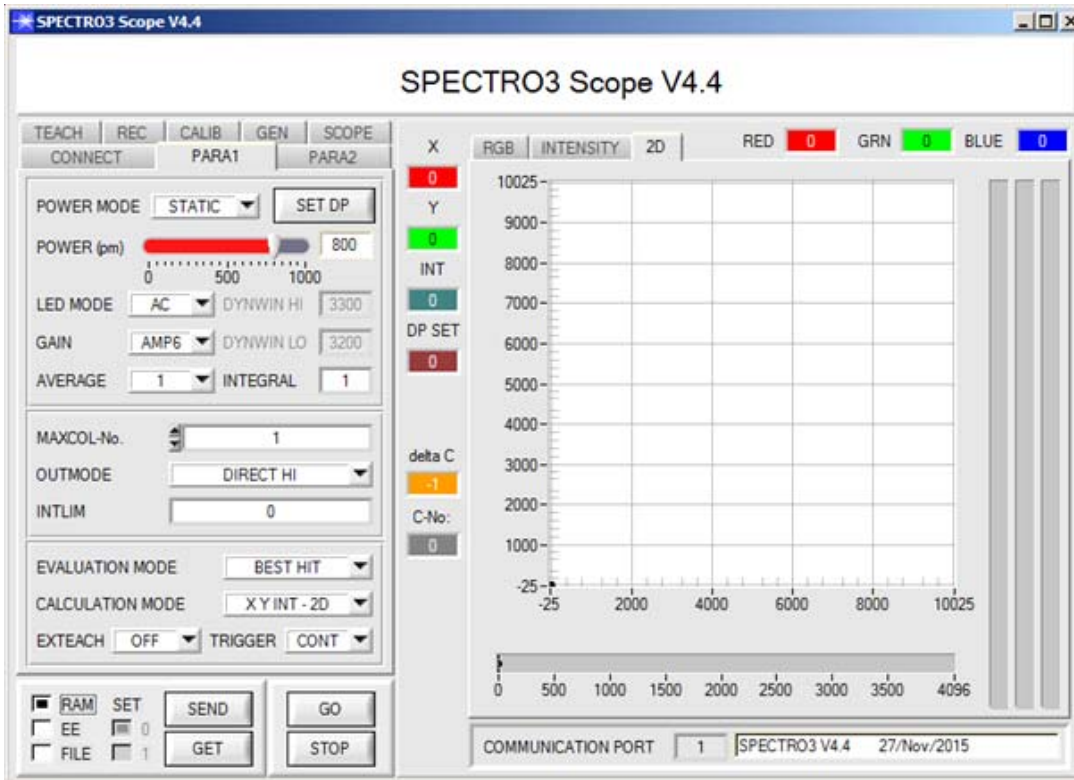 SPECTRO3 Scope V4.4
SPECTRO3 Scope V4.4
TEACH REC CALIB GEN SCOPE
CONNECT PARA1 PARA2
POWER MODE STATIC SET DP
POWER (pm) 800
0 500 1000
LED MODE AC DYNWIN HI 3300
GAIN AMP6 DYNWIN LO 3200
AVERAGE 1 INTEGRAL 1
MAXCOL-No. 1
OUTMODE DIRECT HI
INTLIM 0
EVALUATION MODE BEST HIT
CALCULATION MODE X Y INT - 2D
EXTEACH OFF TRIGGER CONT
RAM SET SEND GO
EE 0
FILE 1 GET STOP
X
0
Y
0
INT
0
DP SET
0
delta C
-1
C-No:
0
RGB INTENSITY 2D RED 0 GRN 0 BLUE 0
10025
9000
8000
7000
6000
5000
4000
3000
2000
1000
-25
-25 2000 4000 6000 8000 10025
0 500 1000 1500 2000 2500 3000 3500 4096
COMMUNICATION PORT 1 SPECTRO3 V4.4 27/Nov/2015